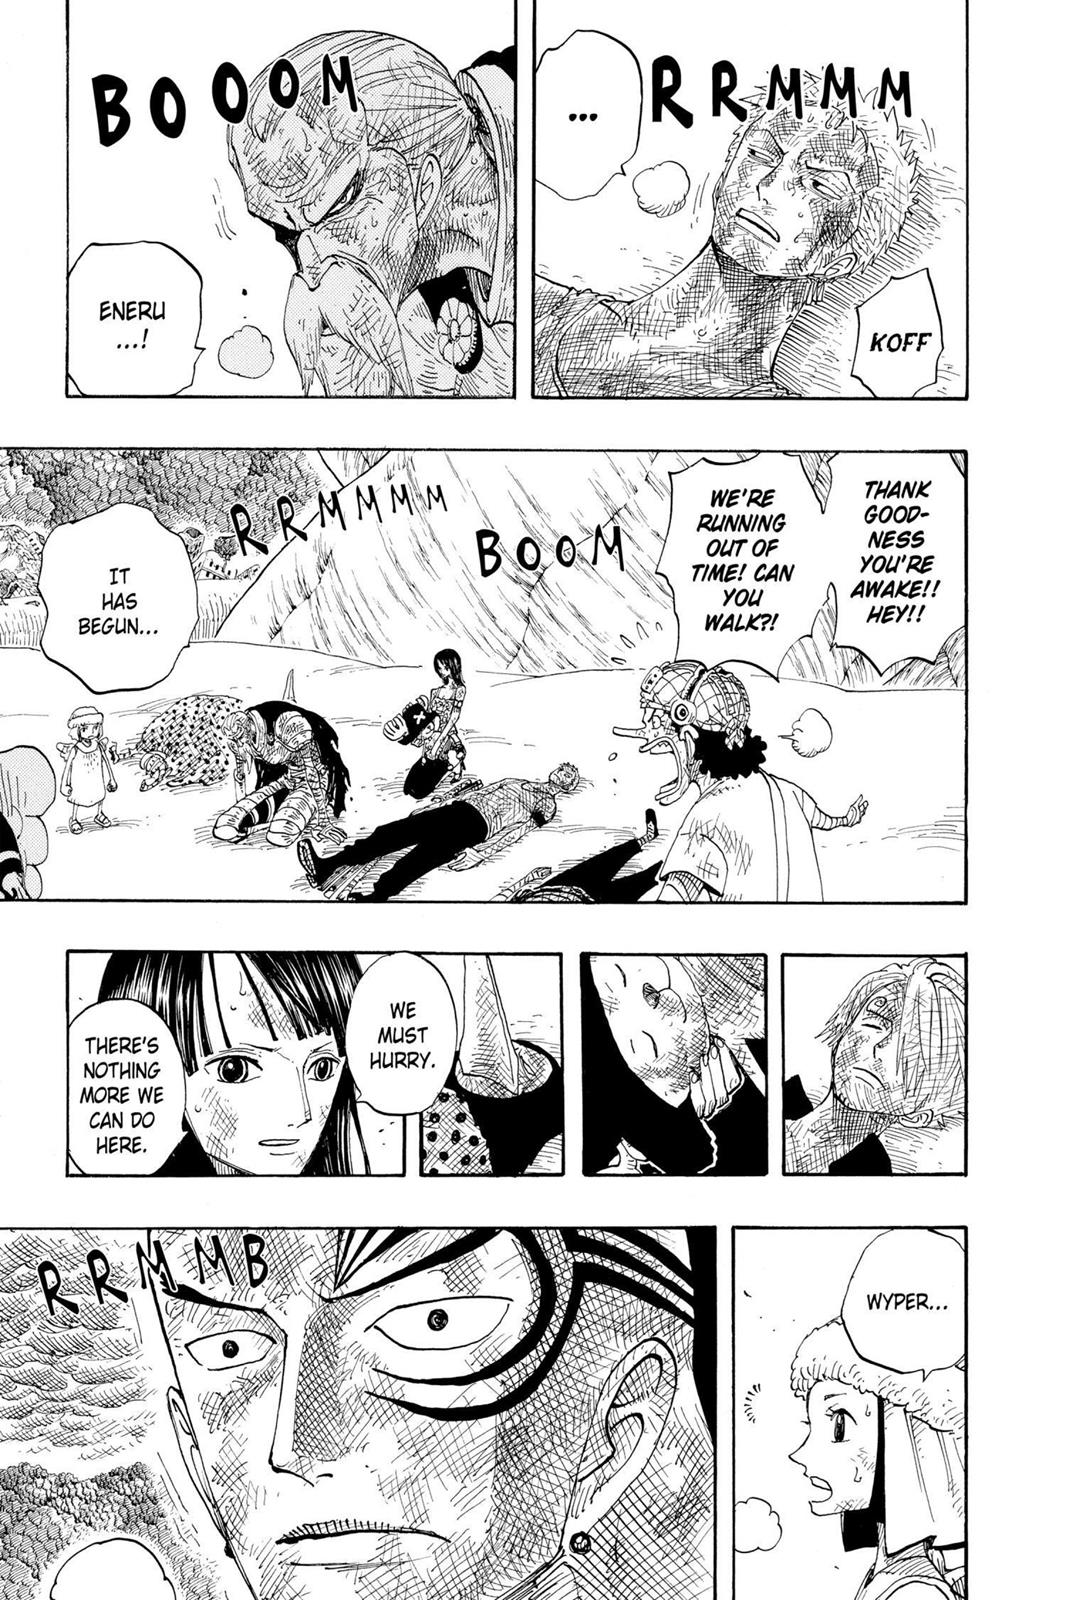 RRMMM
...
KOFF
BOOOM
ENERU
...!
THANK
GOOD-
NESS
YOU'RE
AWAKE!!
HEY!!
WE'RE
RUNNING
OUT OF
TIME! CAN
YOU
WALK?!
BOOM
RRMMMM
IT
HAS
BEGUN...
WE
MUST
HURRY.
THERE'S
NOTHING
MORE WE
CAN DO
HERE.
WYPER...
RRMMB